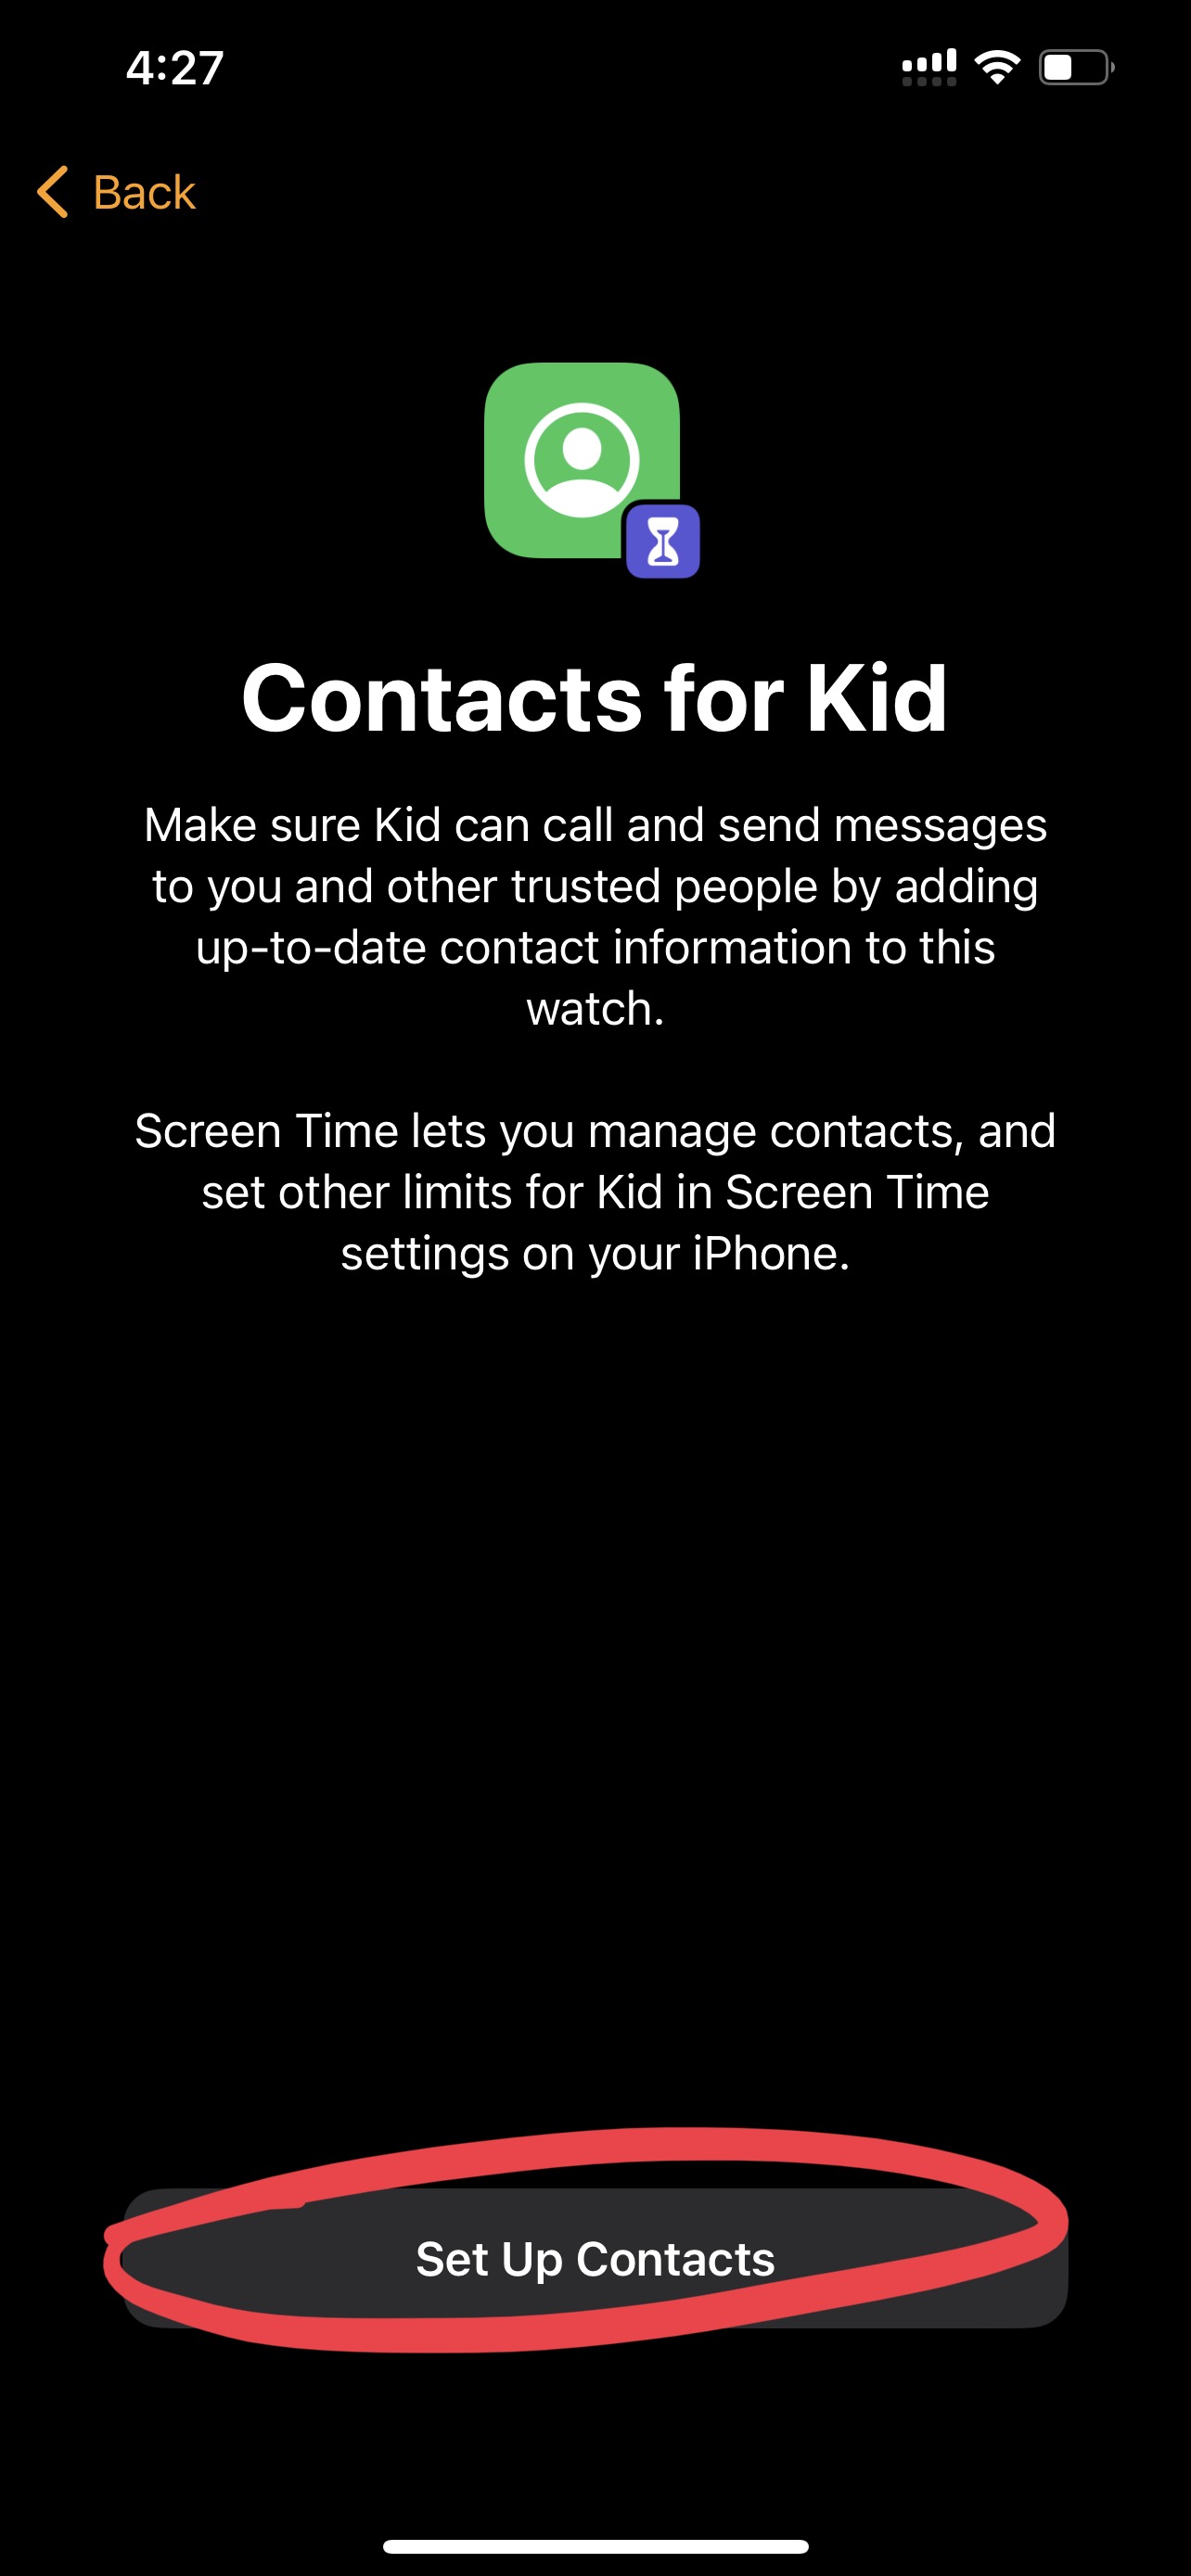 4:27
Back
Contacts for Kid
Make sure Kid can call and send messages
to you and other trusted people by adding
up-to-date contact information to this
watch.
Screen Time lets you manage contacts, and
set other limits for Kid in Screen Time
settings on your iPhone.
Set Up Contacts